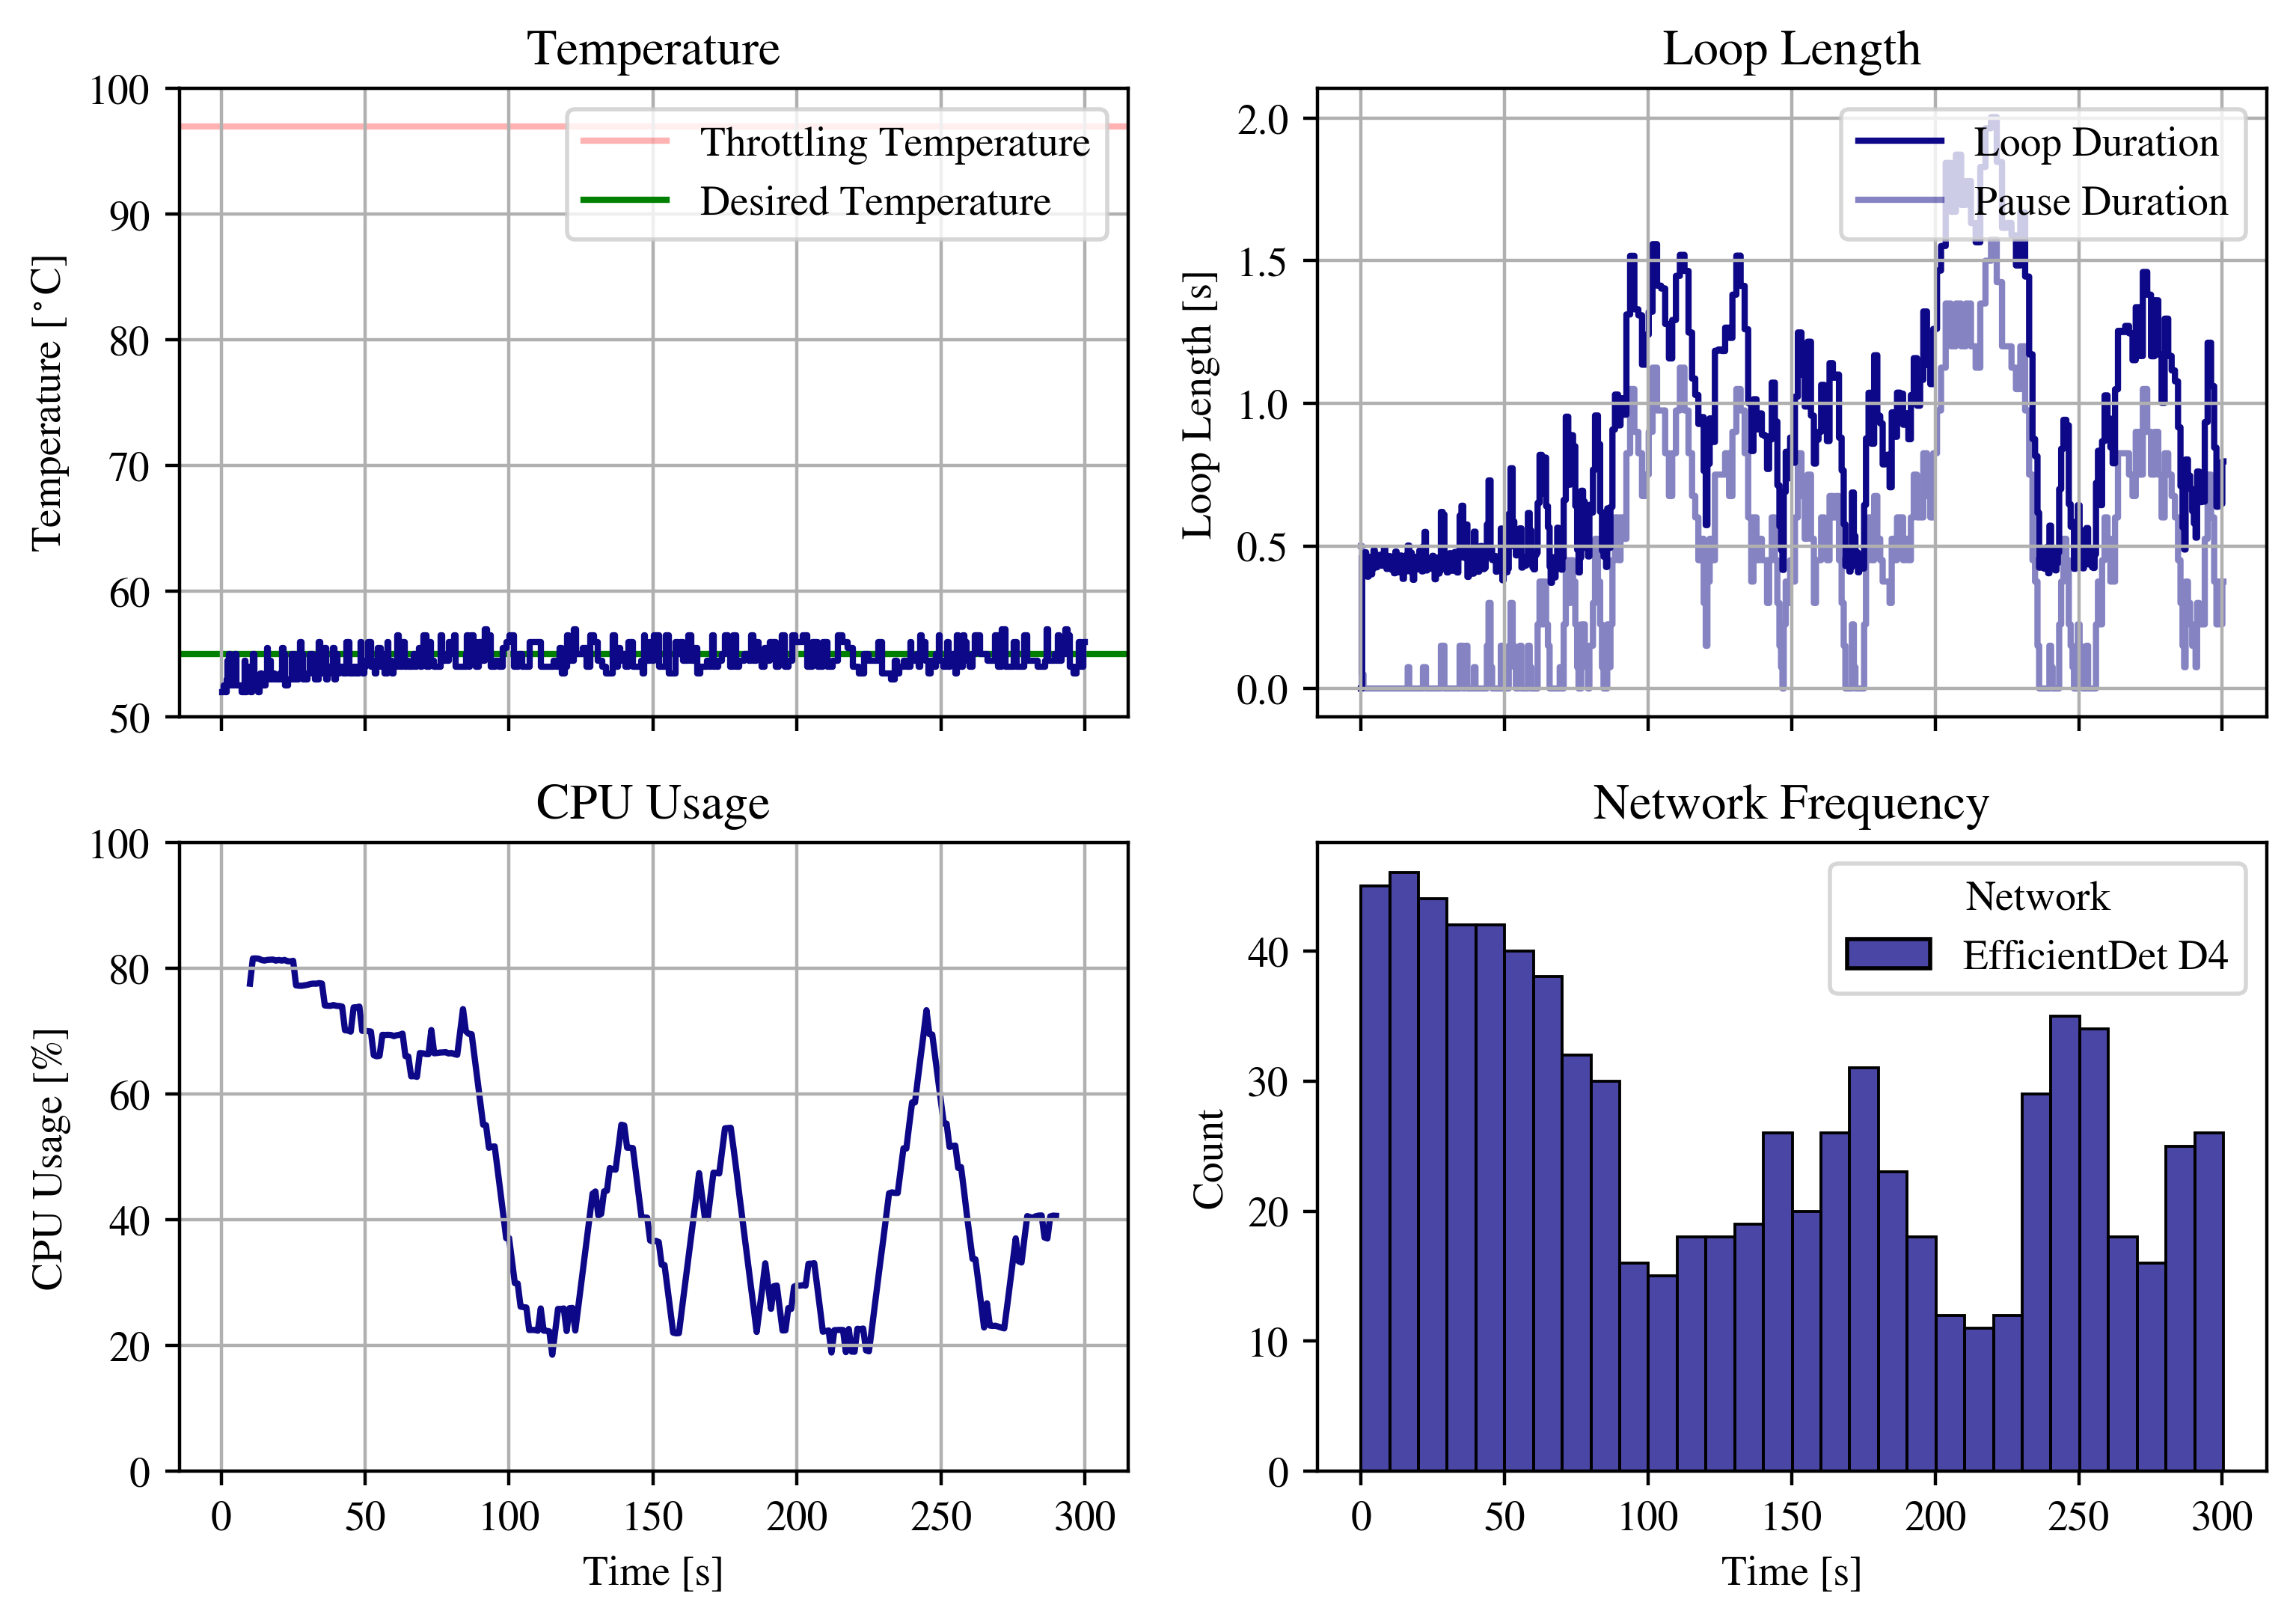 Temperature
100
90
80
70
60
50
Temperature [°C]
Throttling Temperature
Desired Temperature
Loop Length
2.0
1.5
1.0
0.5
0.0
Loop Length [s]
Loop Duration
Pause Duration
CPU Usage
100
80
60
40
20
0
CPU Usage [%]
0 50 100 150 200 250 300
Time [s]
Network Frequency
40
30
20
10
0
Count
Network
EfficientDet D4
0 50 100 150 200 250 300
Time [s]